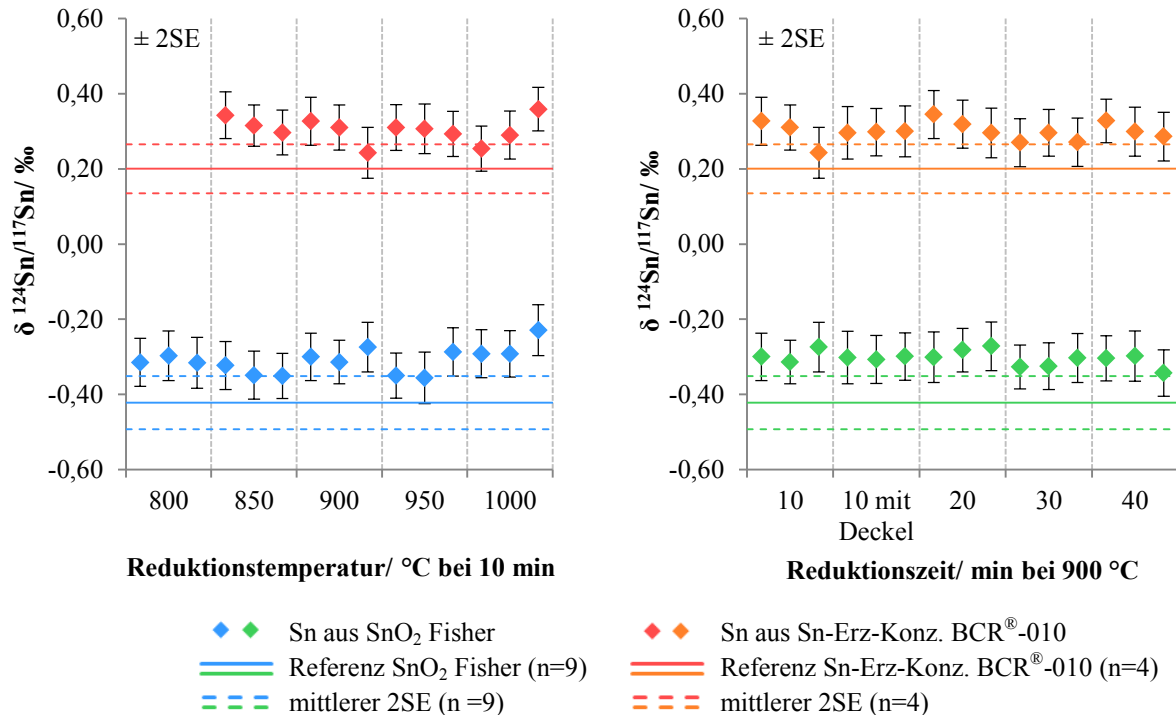 ± 2SE
δ ¹²⁴Sn/¹¹⁷Sn/ ‰
0,60
0,40
0,20
0,00
-0,20
-0,40
-0,60
800 850 900 950 1000
Reduktionstemperatur/ °C bei 10 min
± 2SE
δ ¹²⁴Sn/¹¹⁷Sn/ ‰
0,60
0,40
0,20
0,00
-0,20
-0,40
-0,60
10 10 mit 20 30 40
Deckel
Reduktionszeit/ min bei 900 °C
Sn aus SnO₂ Fisher
Referenz SnO₂ Fisher (n=9)
mittlerer 2SE (n =9)
Sn aus Sn-Erz-Konz. BCR®-010
Referenz Sn-Erz-Konz. BCR®-010 (n=4)
mittlerer 2SE (n=4)